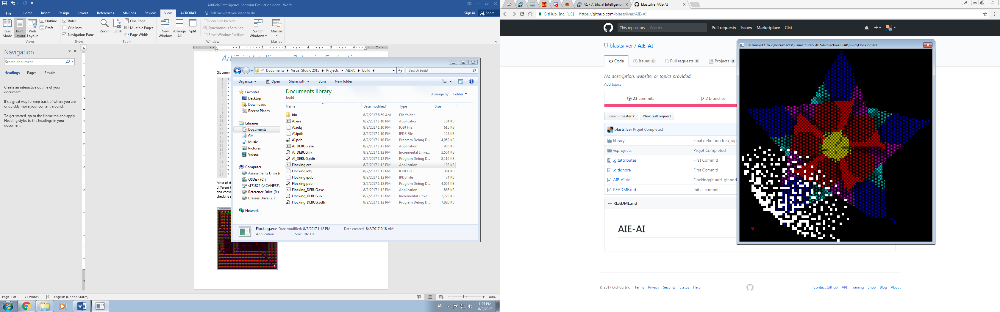 Artificial Intelligence Behavior Evaluation.docx - Word
File Home Insert Design Layout References Mailings Review View ACROBAT Tell me what you want to do... Sign in Share
Read Mode
Print Layout
Web Layout
Outline
Draft
Views
Ruler
Gridlines
Navigation Pane
Show
Zoom
100%
One Page
Multiple Pages
Page Width
Zoom
New Window
Arrange All
Split
View Side by Side
Synchronous Scrolling
Reset Window Position
Window
Switch Windows
Macros
Macros
Navigation
Search document
Headings Pages Results
Create an interactive outline of your
document.
It's a great way to keep track of where you are
or quickly move your content around.
To get started, go to the Home tab and apply
Heading styles to the headings in your
document.
Git comm
1 *
2 *
3 *
4 *
5 *
6 *
7 *
8 *
9 *
10 *
11 *
12 *
13 *
14 *
15 *
16 *
17 *
18 *
19 *
20 *
21 *
22 *
23 *
24 *
Most of th
different
and conve
checking a
« Documents Visual Studio 2015 Projects AIE-AI build
Search build
Organize Open Share with Burn New folder
Favorites
Desktop
Downloads
Recent Places
Libraries
Documents
Git
Music
Pictures
Videos
Computer
Assessments Drive (
OSDisk (C:)
s171872 (\\CANFS3\
Reference Drive (R:)
Classes Drive (Z:)
Network
Documents library
build
Arrange by: Folder
Name Date modified Type Size
bin 8/2/2017 8:59 AM File folder
AI.exe 8/2/2017 1:10 PM Application 104 KB
AI.iobj 8/2/2017 1:10 PM IOBJ File 615 KB
AI.ipdb 8/2/2017 1:10 PM IPDB File 124 KB
AI.pdb 8/2/2017 1:10 PM Program Debug D... 4,052 KB
AI_DEBUG.exe 8/2/2017 1:12 PM Application 905 KB
AI_DEBUG.ilk 8/2/2017 1:12 PM Incremental Linke... 3,554 KB
AI_DEBUG.pdb 8/2/2017 1:12 PM Program Debug D... 8,116 KB
Flocking.exe 8/2/2017 1:12 PM Application 103 KB
Flocking.iobj 8/2/2017 1:12 PM IOBJ File 364 KB
Flocking.ipdb 8/2/2017 1:12 PM IPDB File 74 KB
Flocking.pdb 8/2/2017 1:12 PM Program Debug D... 4,004 KB
Flocking_DEBUG.exe 8/2/2017 1:12 PM Application 866 KB
Flocking_DEBUG.ilk 8/2/2017 1:12 PM Incremental Linke... 2,779 KB
Flocking_DEBUG.pdb 8/2/2017 1:12 PM Program Debug D... 7,820 KB
Flocking.exe Date modified: 8/2/2017 1:12 PM Date created: 8/2/2017 9:18 AM
Application Size: 102 KB
Page 1 of 1 71 words English (United States) 80%
EN 1:25 PM
8/2/2017
A1 - Artificial Intelligence
blastsilver/AIE-AI
GitHub, Inc. [US] https://github.com/blastsilver/AIE-AI
This repository Search Pull requests Issues Marketplace Gist
blastsilver / AIE-AI
Code Issues 0 Pull requests 0 Projects 0
No description, website, or topics provided.
Add topics
23 commits 2 branches
Branch: master New pull request
blastsilver Projet Completed
library Final definition for grap
vsprojects Projet Completed
.gitattributes First Commit!
.gitignore First Commit!
AIE-AI.sln Flockinggit add .git add
README.md Initial commit
README.md
AIE-AI
C:\Users\s171872\Documents\Visual Studio 2015\Projects\AIE-AI\build\Flocking.exe
© 2017 GitHub, Inc. Terms Privacy Security Status Help
Contact GitHub API Training Shop Blog About